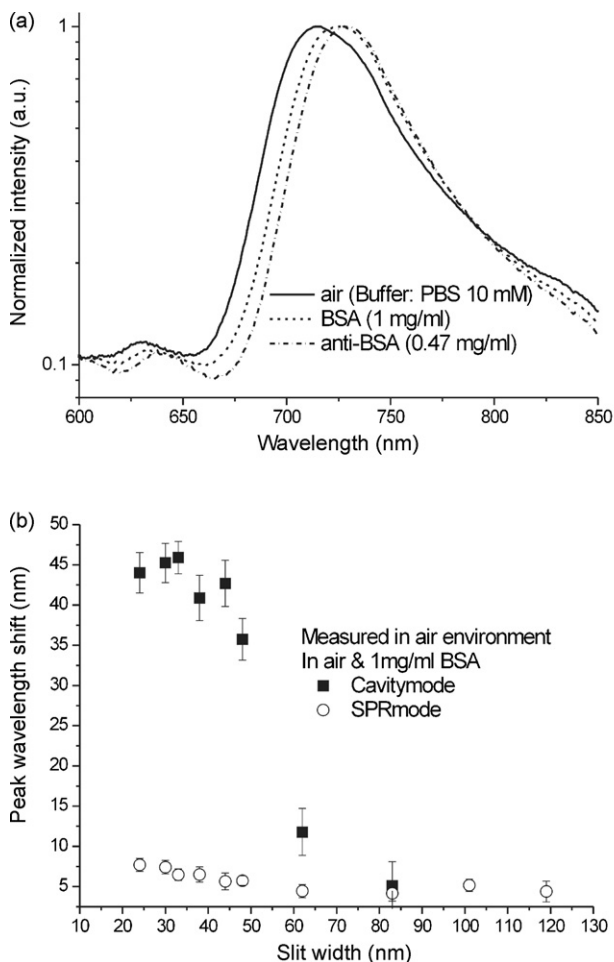 (a)
Normalized intensity (a.u.)
1
0.1
air (Buffer: PBS 10 mM)
BSA (1 mg/ml)
anti-BSA (0.47 mg/ml)
600 650 700 750 800 850
Wavelength (nm)
(b)
Peak wavelength shift (nm)
50
45
40
35
30
25
20
15
10
5
Measured in air environment
In air & 1mg/ml BSA
Cavitymode
SPRmode
10 20 30 40 50 60 70 80 90 100 110 120 130
Slit width (nm)